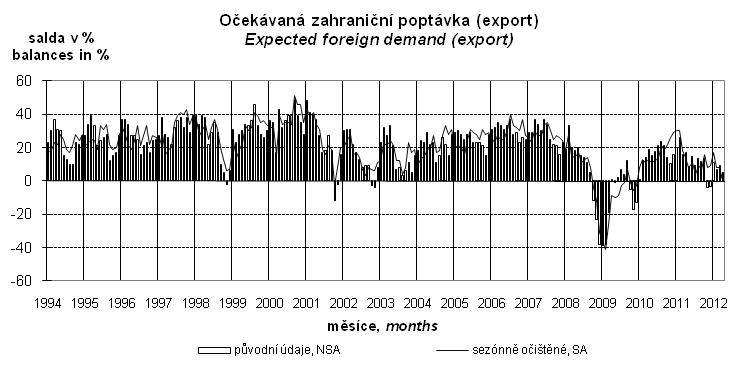 Očekávaná zahraniční poptávka (export)
Expected foreign demand (export)
salda v %
balances in %
60
40
20
0
-20
-40
-60
1994 1995 1996 1997 1998 1999 2000 2001 2002 2003 2004 2005 2006 2007 2008 2009 2010 2011 2012
měsíce, months
původní údaje, NSA
sezónně očištěné, SA